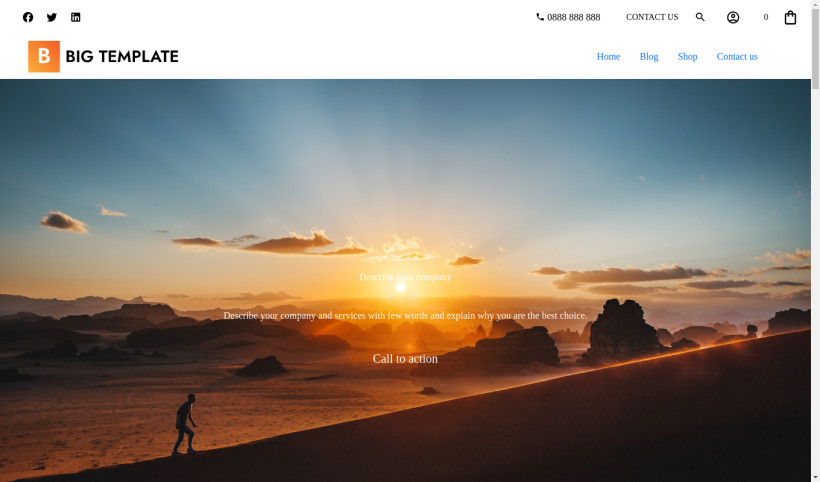 0888 888 888 CONTACT US 0
B BIG TEMPLATE
Home Blog Shop Contact us
Describe your company
Describe your company and services with few words and explain why you are the best choice.
Call to action